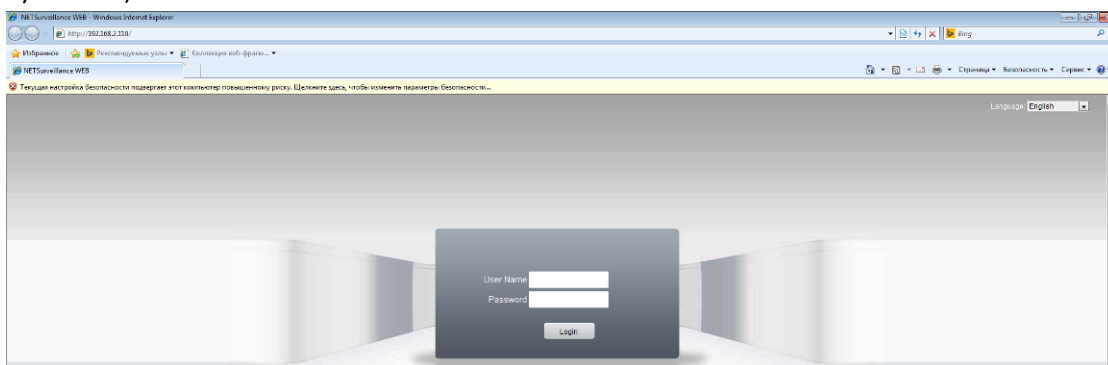 NETSurveillance WEB - Windows Internet Explorer
http://192.168.2.110/
Bing
Избранное Рекомендуемые узлы Коллекция веб-фрагм...
NETSurveillance WEB
Страница Безопасность Сервис
Текущая настройка безопасности подвергает этот компьютер повышенному риску. Щелкните здесь, чтобы изменить параметры безопасности...
Language: English
User Name
Password
Login